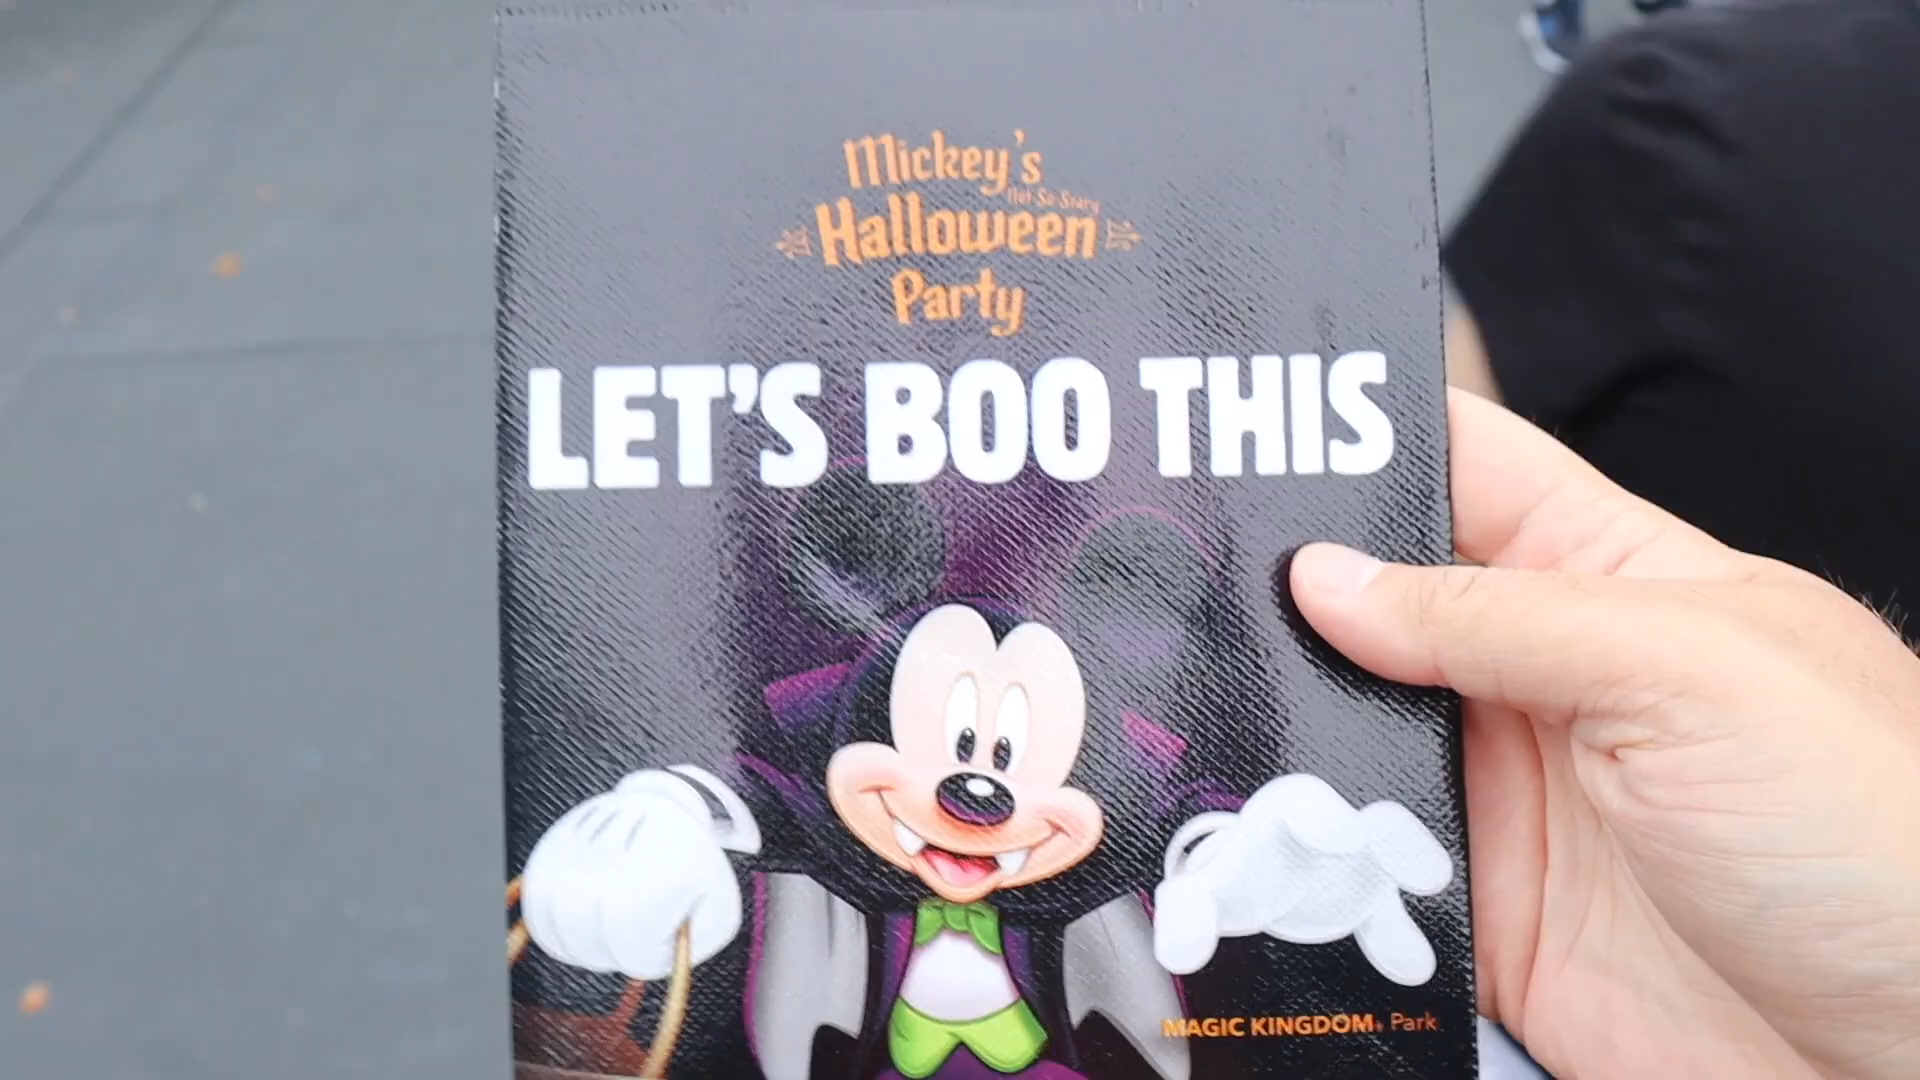 Mickey's
Not-So-Scary
Halloween
Party
LET'S BOO THIS
MAGIC KINGDOM® Park